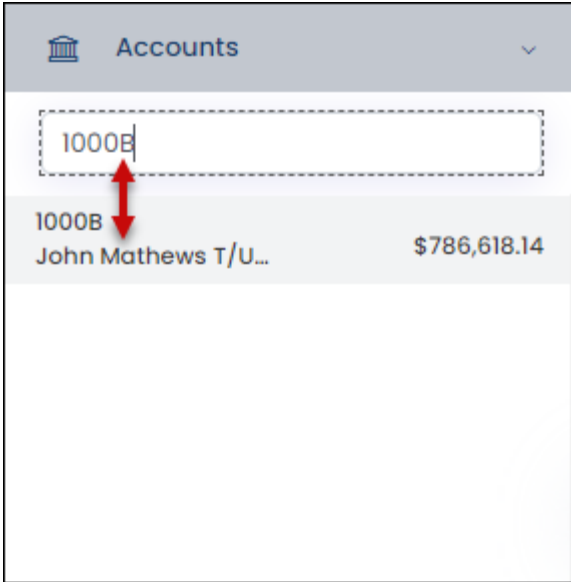 Accounts
1000B
1000B
John Mathews T/U...
$786,618.14